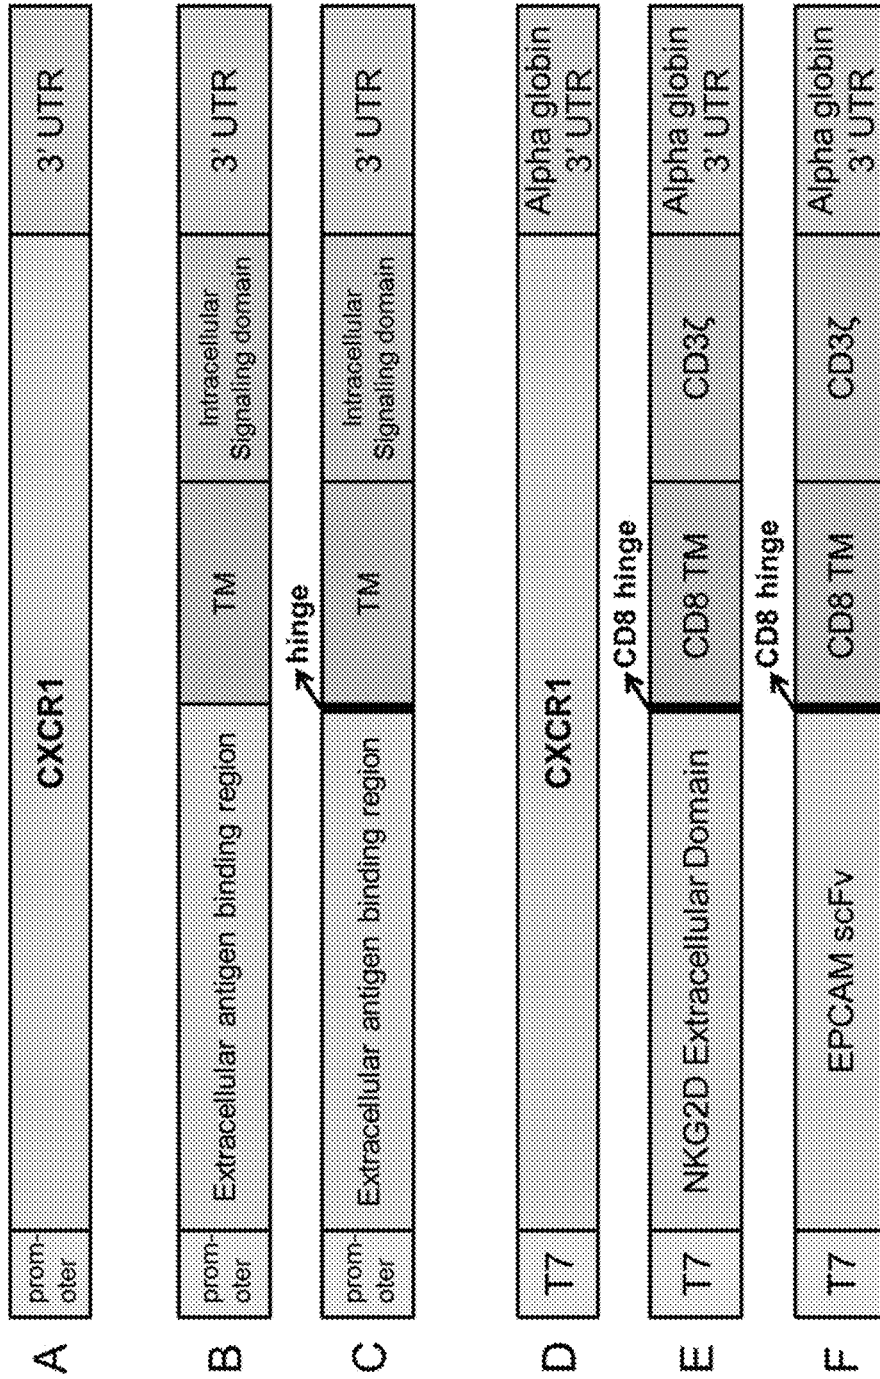 A
prom-
oter
CXCR1
3' UTR
B
prom-
oter
Extracellular antigen binding region
TM
Intracellular
Signaling domain
3' UTR
hinge
C
prom-
oter
Extracellular antigen binding region
TM
Intracellular
Signaling domain
3' UTR
D
T7
CXCR1
Alpha globin
3' UTR
CD8 hinge
E
T7
NKG2D Extracellular Domain
CD8 TM
CD3ζ
Alpha globin
3' UTR
CD8 hinge
F
T7
EPCAM scFv
CD8 TM
CD3ζ
Alpha globin
3' UTR